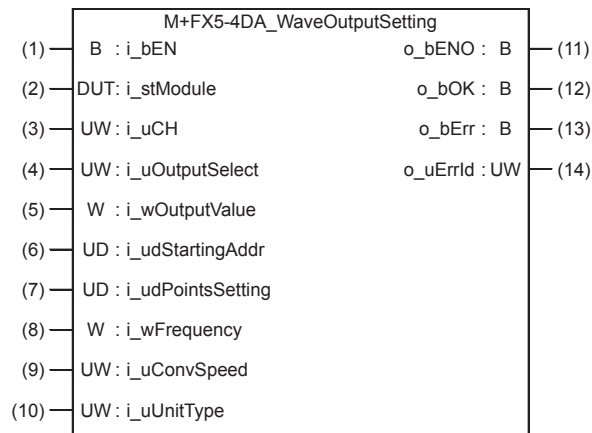 M+FX5-4DA_WaveOutputSetting
(1) B : i_bEN o_bENO : B (11)
(2) DUT: i_stModule o_bOK : B (12)
(3) UW : i_uCH o_bErr : B (13)
(4) UW : i_uOutputSelect o_uErrId : UW (14)
(5) W : i_wOutputValue
(6) UD : i_udStartingAddr
(7) UD : i_udPointsSetting
(8) W : i_wFrequency
(9) UW : i_uConvSpeed
(10) UW : i_uUnitType